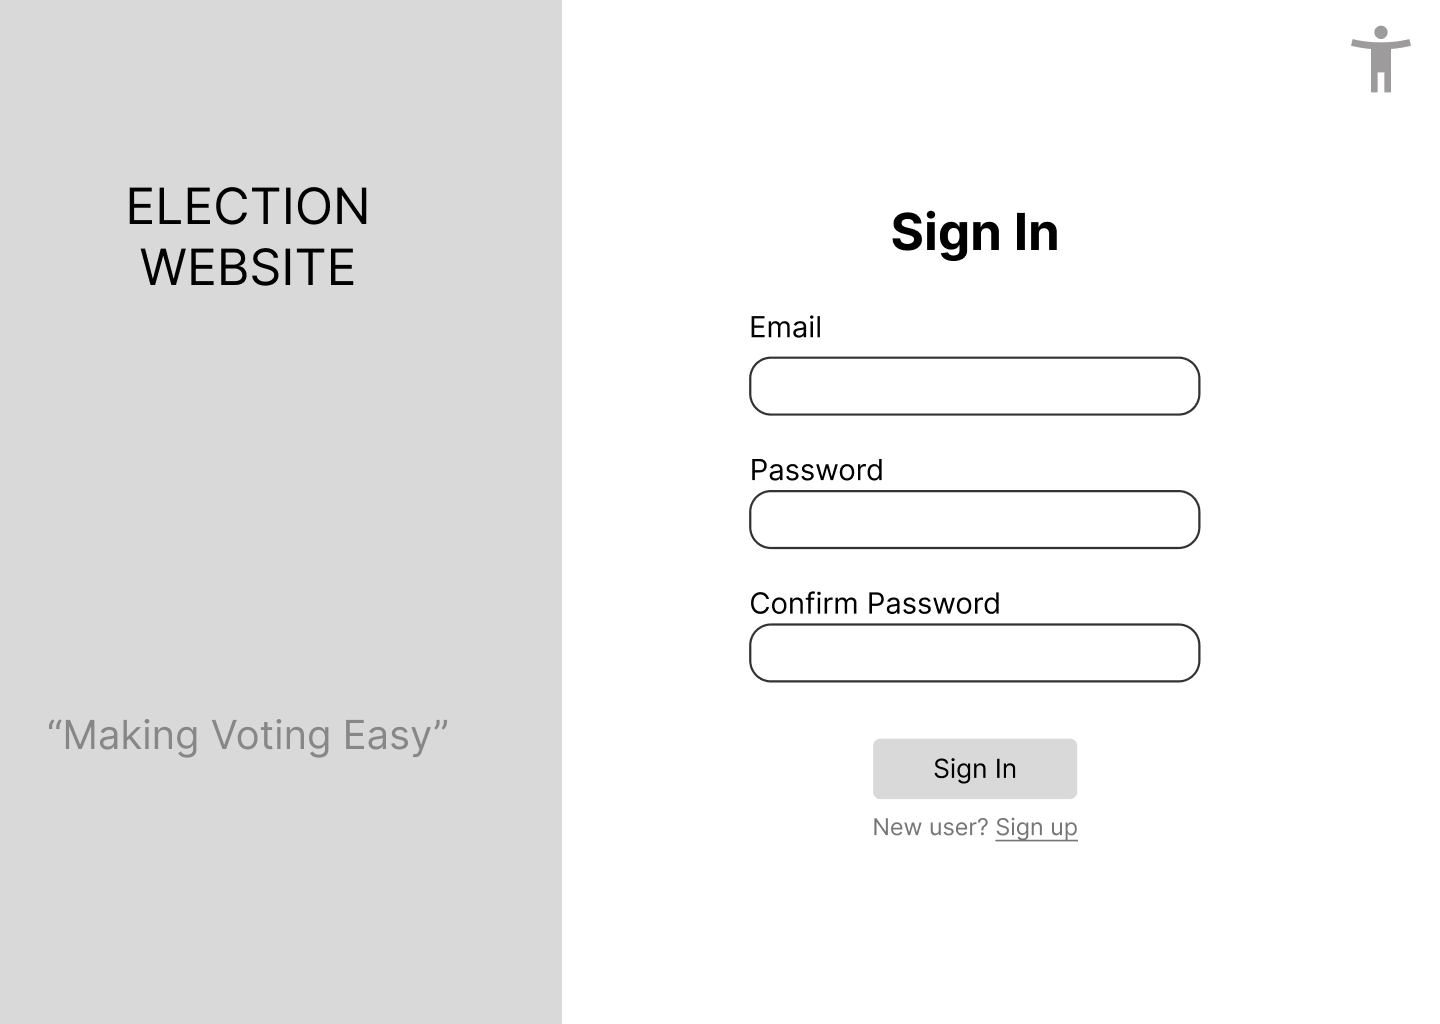 ELECTION
WEBSITE
“Making Voting Easy”
Sign In
Email
Password
Confirm Password
Sign In
New user? Sign up